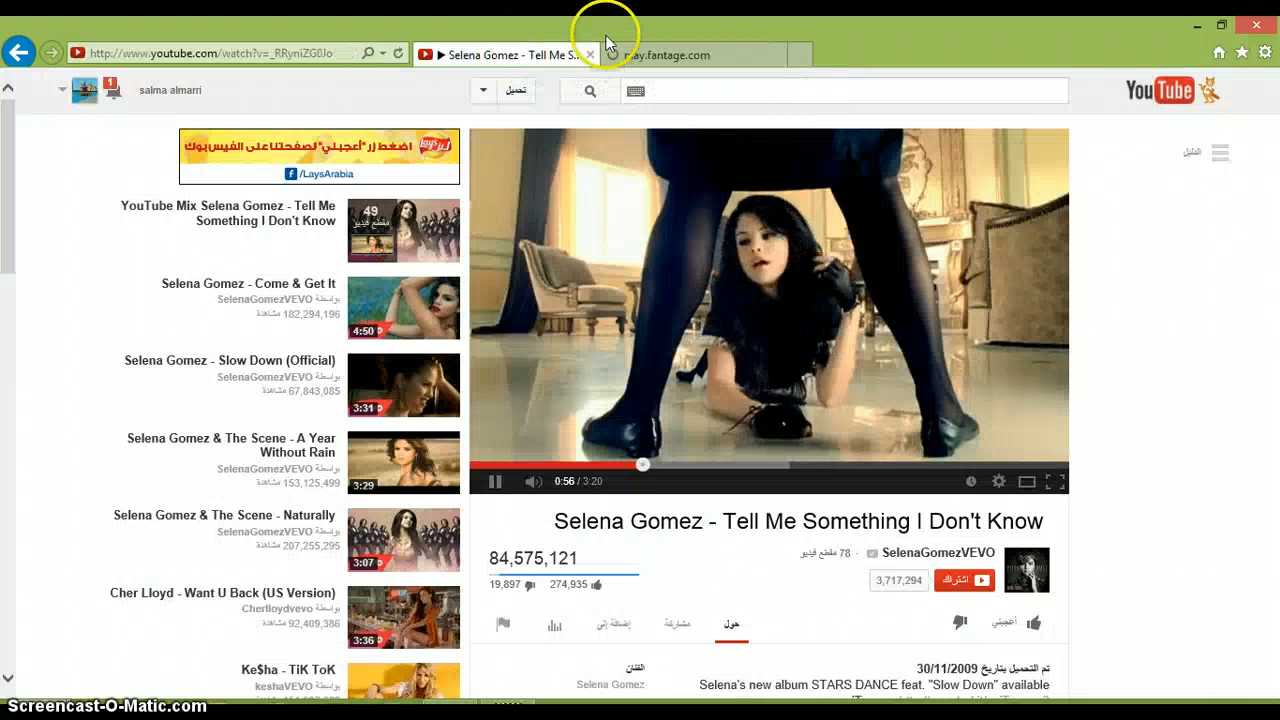 http://www.youtube.com/watch?v=_RRyniZG0Jo
Selena Gomez - Tell Me S...
play.fantage.com
1
salma almarri
تحميل
YouTube
الدليل
اضغط زر "أعجبني" لصفحتنا على الفيس بوك
/LaysArabia
YouTube Mix Selena Gomez - Tell Me
Something I Don't Know
49
مقطع فيديو
Selena Gomez - Come & Get It
بواسطة SelenaGomezVEVO
182,294,196 مشاهدة
4:50
Selena Gomez - Slow Down (Official)
بواسطة SelenaGomezVEVO
67,843,085 مشاهدة
3:31
Selena Gomez & The Scene - A Year
Without Rain
بواسطة SelenaGomezVEVO
153,125,499 مشاهدة
3:29
Selena Gomez & The Scene - Naturally
بواسطة SelenaGomezVEVO
207,255,295 مشاهدة
3:07
Cher Lloyd - Want U Back (US Version)
بواسطة Cherlloydvevo
92,409,386 مشاهدة
3:36
Ke$ha - TiK ToK
بواسطة keshaVEVO
0:56 / 3:20
Selena Gomez - Tell Me Something I Don't Know
84,575,121
19,897
274,935
SelenaGomezVEVO · 78 مقطع فيديو
اشتراك
3,717,294
أعجبني
حول
مشاركة
إضافة إلى
تم التحميل بتاريخ 30/11/2009
Selena's new album STARS DANCE feat. "Slow Down" available
الفنان
Selena Gomez
Screencast-O-Matic.com